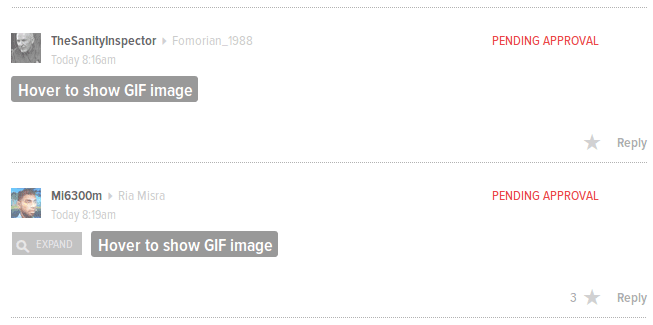 TheSanityInspector Fomorian_1988 PENDING APPROVAL
Today 8:16am
Hover to show GIF image
Reply
Mi6300m Ria Misra PENDING APPROVAL
Today 8:19am
EXPAND Hover to show GIF image
3 Reply